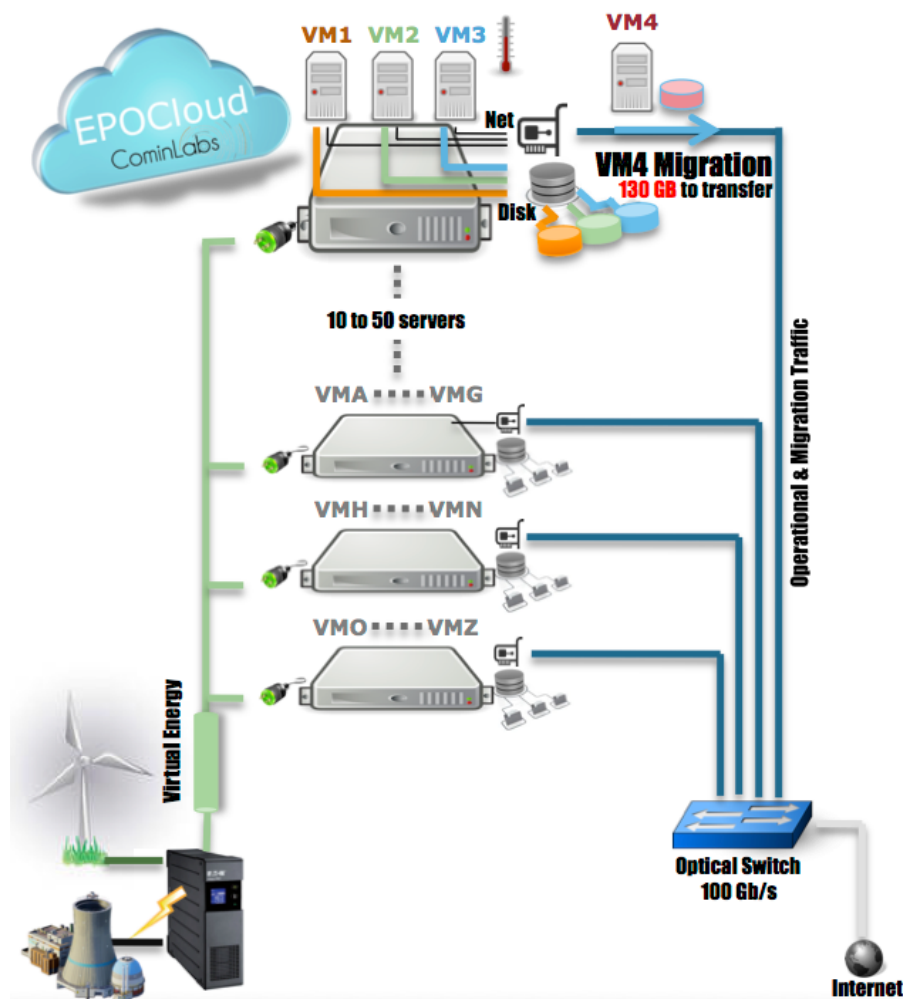 VM1
VM2
VM3
VM4
EPOCloud
CominLabs
Net
Disk
VM4 Migration
130 GB to transfer
10 to 50 servers
VMA
VMG
VMH
VMN
VMO
VMZ
Operational & Migration Traffic
Virtual Energy
Optical Switch
100 Gb/s
Internet